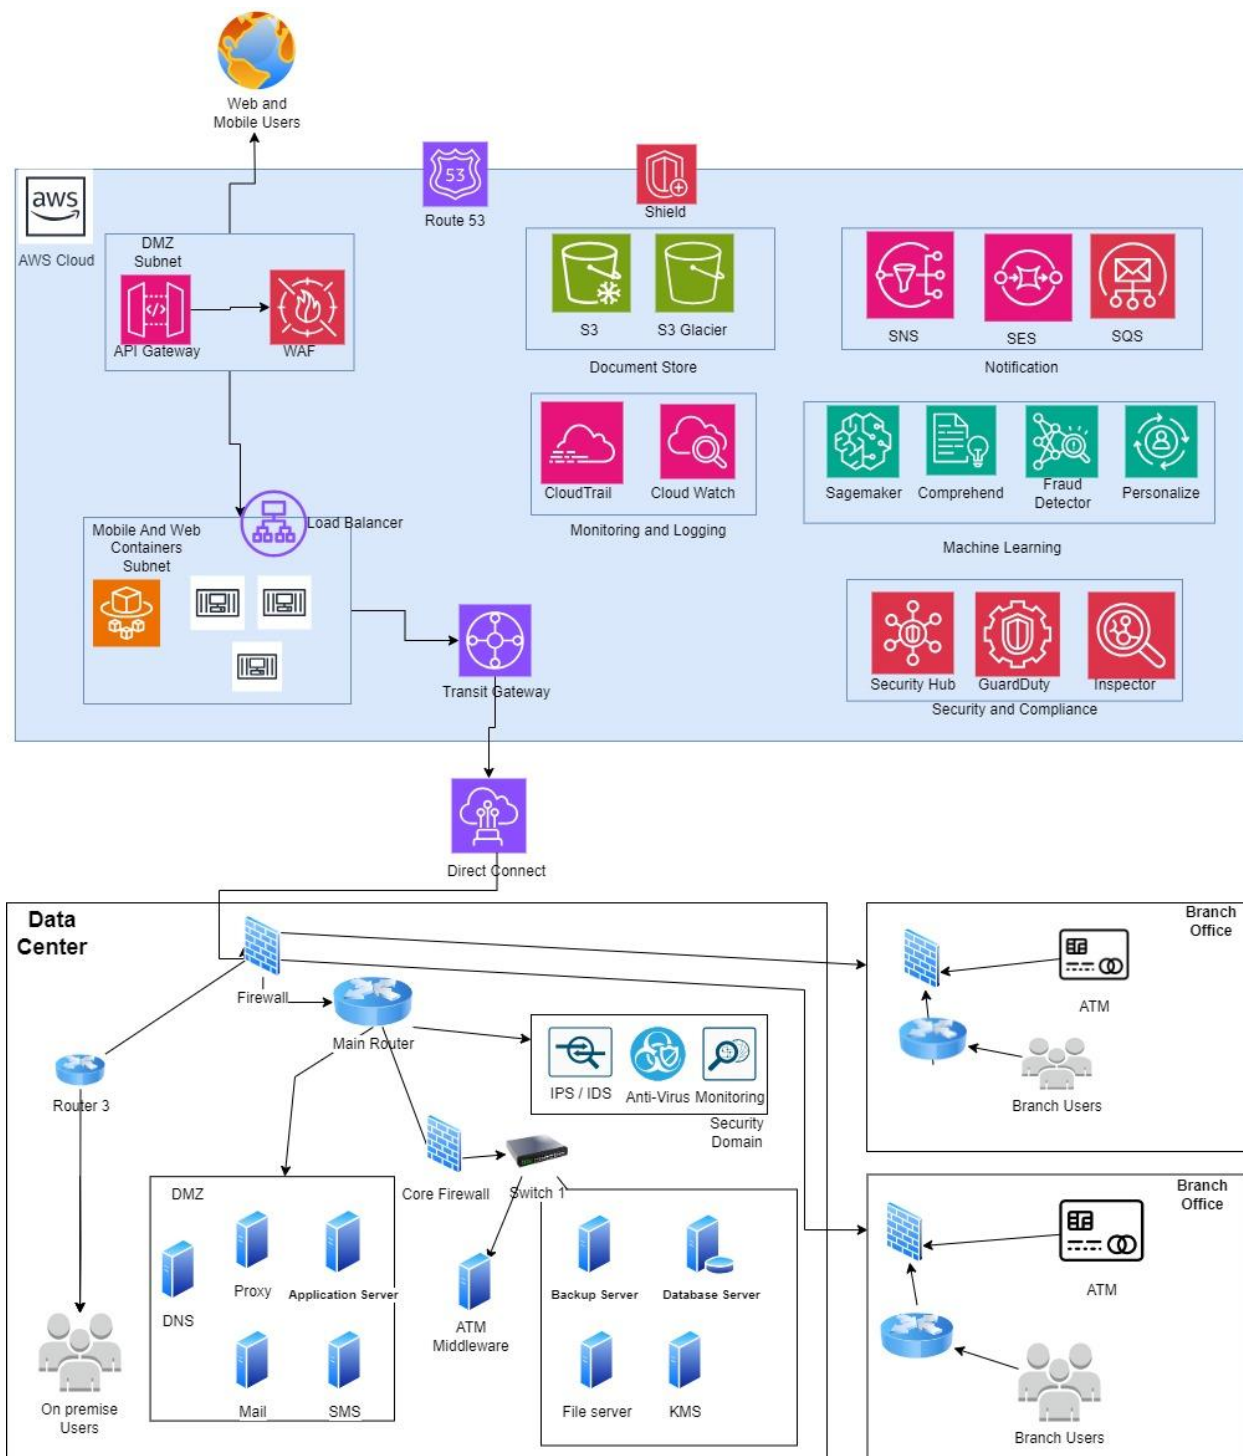 Web and
Mobile Users
aws
AWS Cloud
53
Route 53
Shield
DMZ
Subnet
API Gateway
WAF
S3
S3 Glacier
Document Store
SNS
SES
SQS
Notification
CloudTrail
Cloud Watch
Monitoring and Logging
Sagemaker
Comprehend
Fraud
Detector
Personalize
Machine Learning
Load Balancer
Mobile And Web
Containers
Subnet
Transit Gateway
Security Hub
GuardDuty
Inspector
Security and Compliance
Direct Connect
Data
Center
Firewall
Main Router
Router 3
IPS / IDS
Anti-Virus
Monitoring
Security
Domain
Core Firewall
Switch 1
DMZ
DNS
Proxy
Application Server
Mail
SMS
ATM
Middleware
Backup Server
Database Server
File server
KMS
On premise
Users
Branch
Office
ATM
Branch Users
Branch
Office
ATM
Branch Users